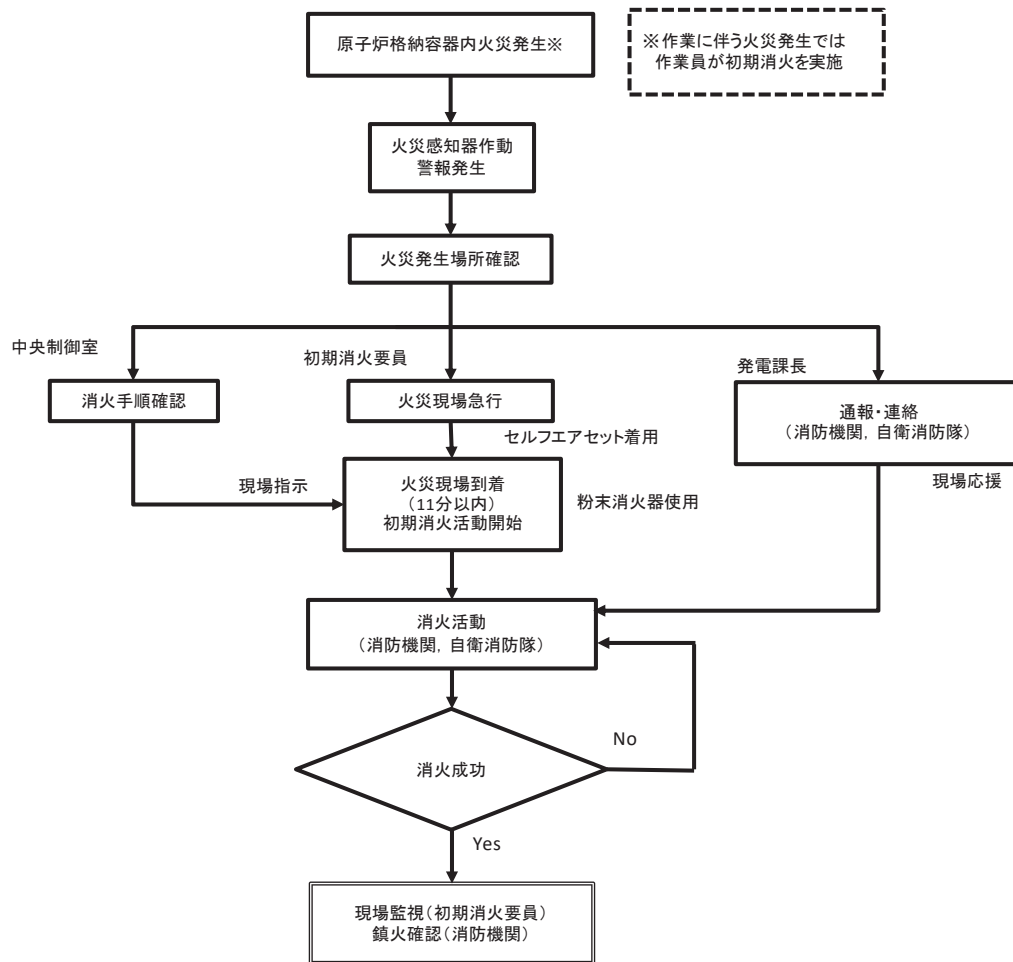 原子炉格納容器内火災発生※
※作業に伴う火災発生では
作業員が初期消火を実施
火災感知器作動
警報発生
火災発生場所確認
中央制御室
初期消火要員
発電課長
消火手順確認
火災現場急行
通報・連絡
（消防機関，自衛消防隊）
セルフエアセット着用
現場指示
火災現場到着
（11分以内）
初期消火活動開始
粉末消火器使用
現場応援
消火活動
（消防機関，自衛消防隊）
消火成功
No
Yes
現場監視（初期消火要員）
鎮火確認（消防機関）